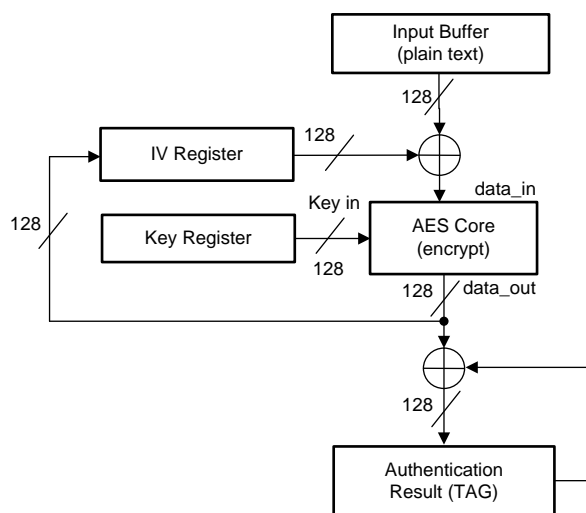 Input Buffer
(plain text)
128
128
IV Register
data_in
128
Key in
Key Register
AES Core
(encrypt)
128
128
data_out
128
Authentication
Result (TAG)